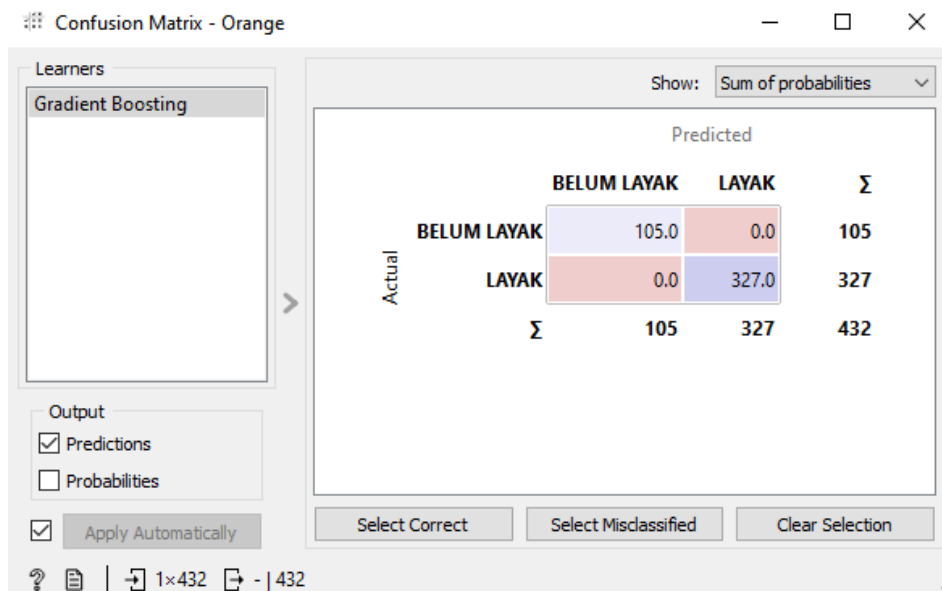 Confusion Matrix - Orange
Learners
Gradient Boosting
Show: Sum of probabilities
Predicted
BELUM LAYAK LAYAK Σ
Actual
BELUM LAYAK 105.0 0.0 105
LAYAK 0.0 327.0 327
Σ 105 327 432
Output
Predictions
Probabilities
Apply Automatically
Select Correct Select Misclassified Clear Selection
? 1×432 - | 432